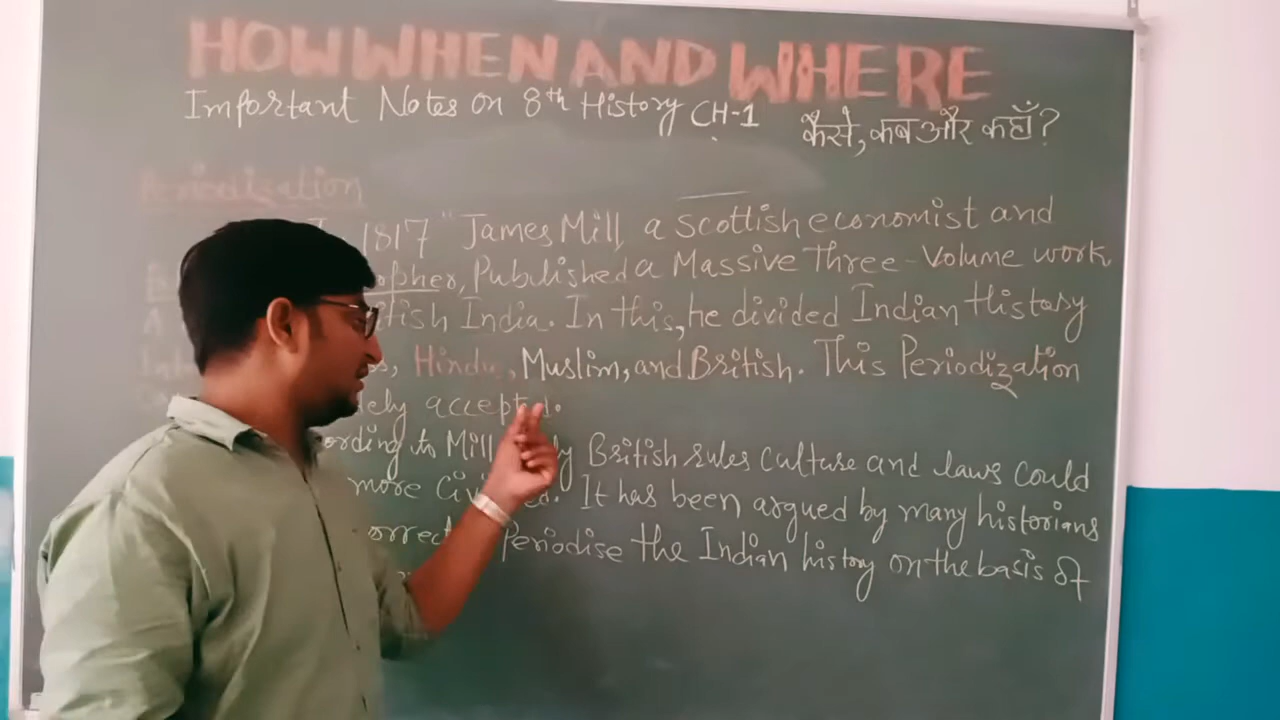 HOW WHEN AND WHERE
Important Notes on 8th History CH-1 कैसे, कब और कहाँ?
Periodization
1817 "James Mill, a Scottish economist and
Published a Massive Three-Volume work,
India. In this, he divided Indian History
Hindu, Muslim, and British. This Periodization
accepted.
to Mill British rules culture and laws could
more It has been argued by many historians
Periodise the Indian history on the basis of